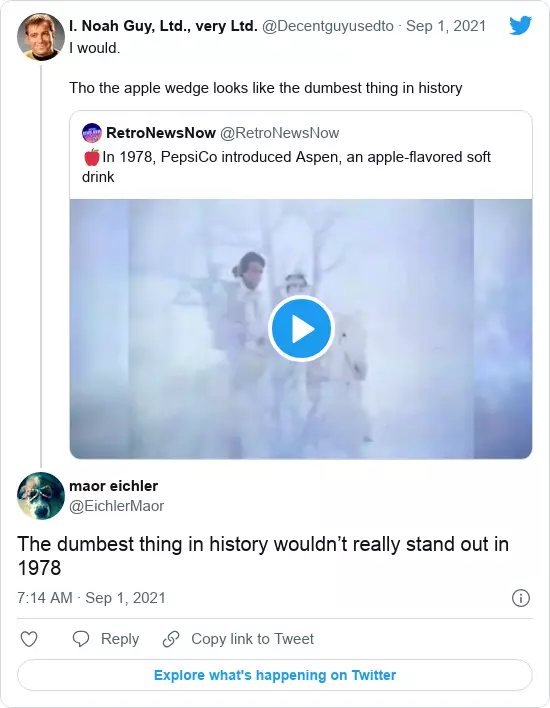 I. Noah Guy, Ltd., very Ltd. @Decentguyusedto · Sep 1, 2021
I would.
Tho the apple wedge looks like the dumbest thing in history
RetroNewsNow @RetroNewsNow
🍎In 1978, PepsiCo introduced Aspen, an apple-flavored soft
drink
maor eichler
@EichlerMaor
The dumbest thing in history wouldn’t really stand out in
1978
7:14 AM · Sep 1, 2021
Reply
Copy link to Tweet
Explore what's happening on Twitter